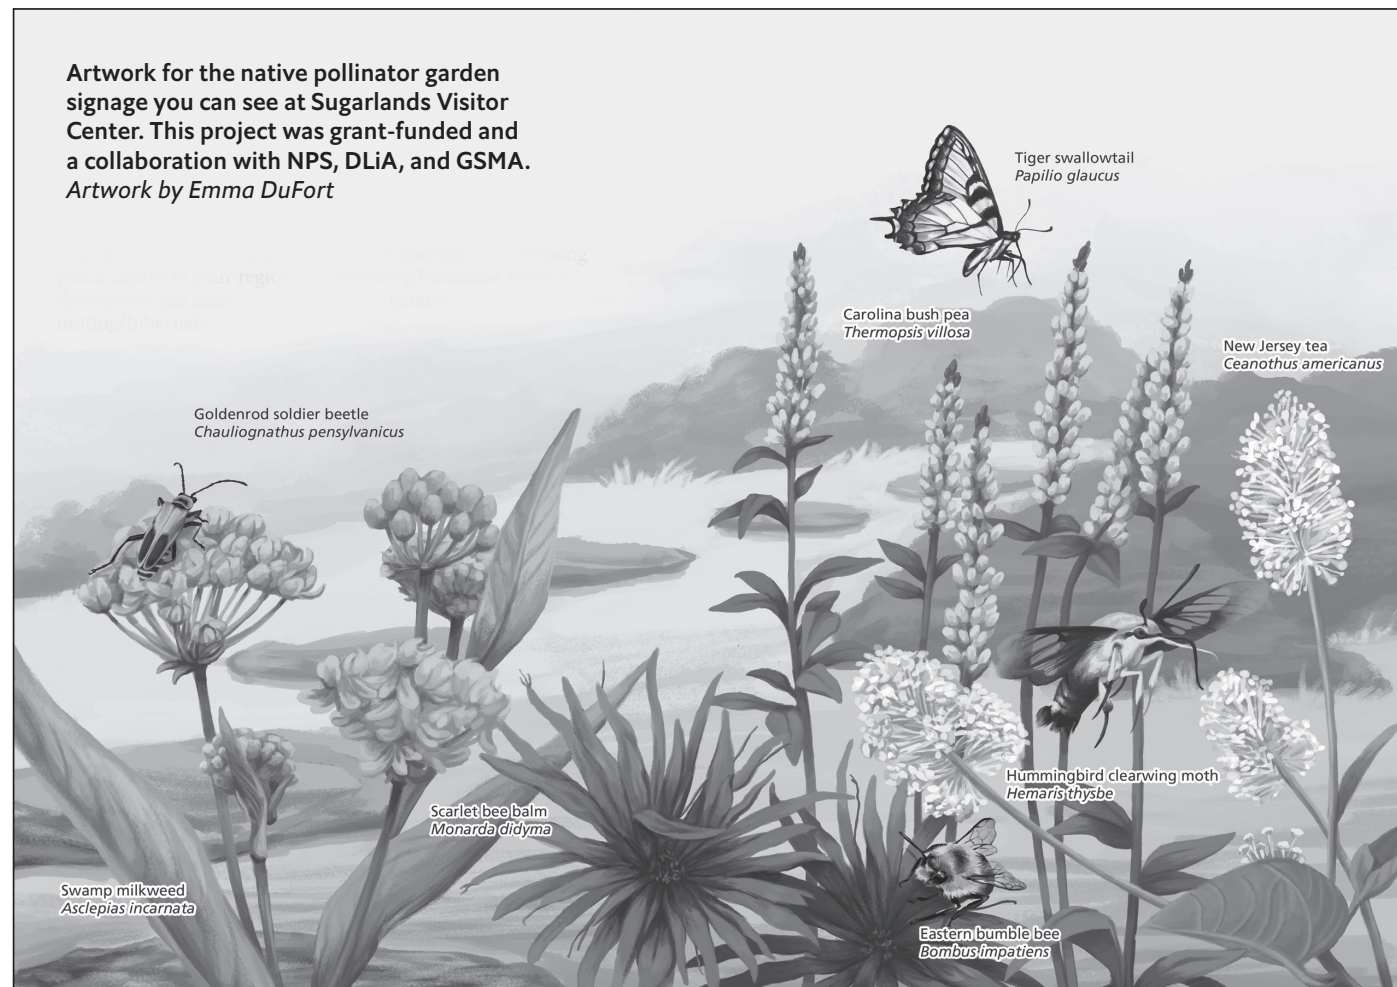 Artwork for the native pollinator garden
signage you can see at Sugarlands Visitor
Center. This project was grant-funded and
a collaboration with NPS, DLiA, and GSMA.
Artwork by Emma DuFort
Tiger swallowtail
Papilio glaucus
Carolina bush pea
Thermopsis villosa
New Jersey tea
Ceanothus americanus
Goldenrod soldier beetle
Chauliognathus pensylvanicus
Hummingbird clearwing moth
Hemaris thysbe
Scarlet bee balm
Monarda didyma
Swamp milkweed
Asclepias incarnata
Eastern bumble bee
Bombus impatiens